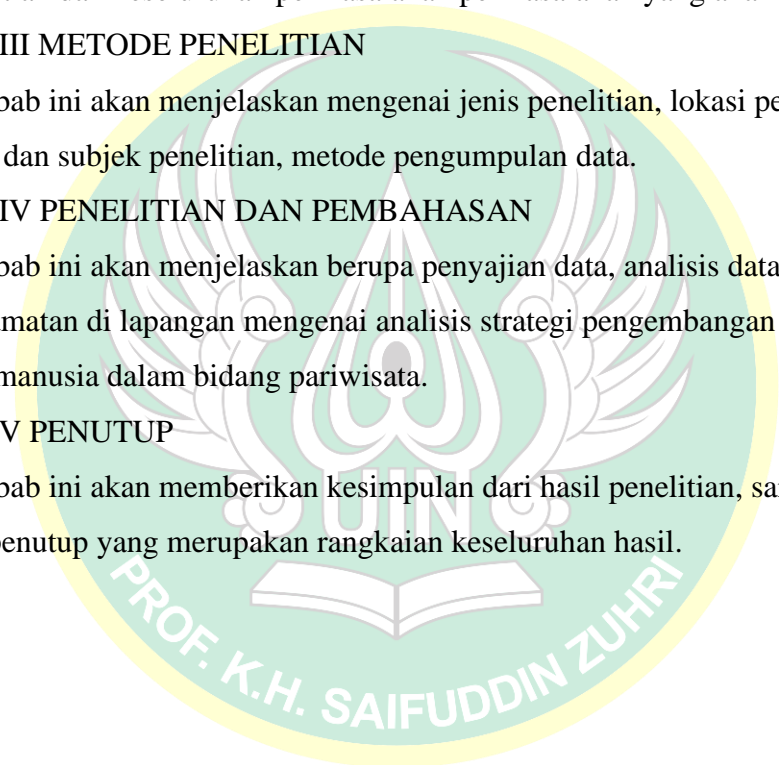 III METODE PENELITIAN
bab ini akan menjelaskan mengenai jenis penelitian, lokasi
dan subjek penelitian, metode pengumpulan data.
IV PENELITIAN DAN PEMBAHASAN
bab ini akan menjelaskan berupa penyajian data, analisis data
matan di lapangan mengenai analisis strategi pengembangan
manusia dalam bidang pariwisata.
V PENUTUP
bab ini akan memberikan kesimpulan dari hasil penelitian,
penutup yang merupakan rangkaian keseluruhan hasil.
UIN
PROF. K.H. SAIFUDDIN ZUHRI